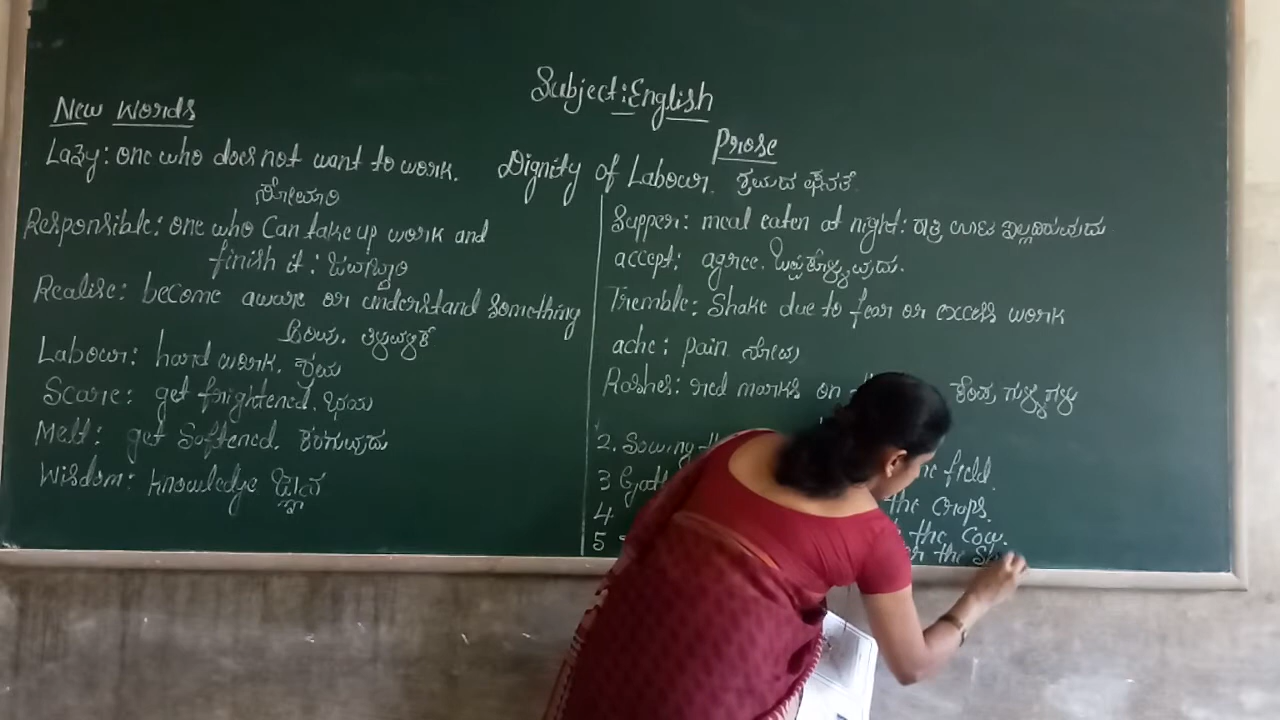 Subject: English
New Words
Prose
Lazy: one who does not want to work.
ಸೋಮಾರಿ
Dignity of Labour. ಶ್ರಮದ ಘನತೆ
Responsible: one who Can take up work and
finish it: ಜವಾಬ್ದಾರಿ
Realise: become aware or understand something
ಅರಿವು. ತಿಳುವಳಿಕೆ
Labour: hard work. ಶ್ರಮ
Scare: get frightened. ಭಯ
Melt: get Softened. ಕರಗುವುದು
Wisdom: knowledge ಜ್ಞಾನ
Supper: meal eaten at night: ರಾತ್ರಿ ಊಟ
accept: agree. ಒಪ್ಪಿಕೊಳ್ಳುವುದು.
Tremble: Shake due to fear or excess work
ache: pain ನೋವು
Rashes: red marks on ಕೆಂಪು ಗುಳ್ಳೆಗಳು
2. Sowing field.
3 the Crops.
4 the Cow.
5 the